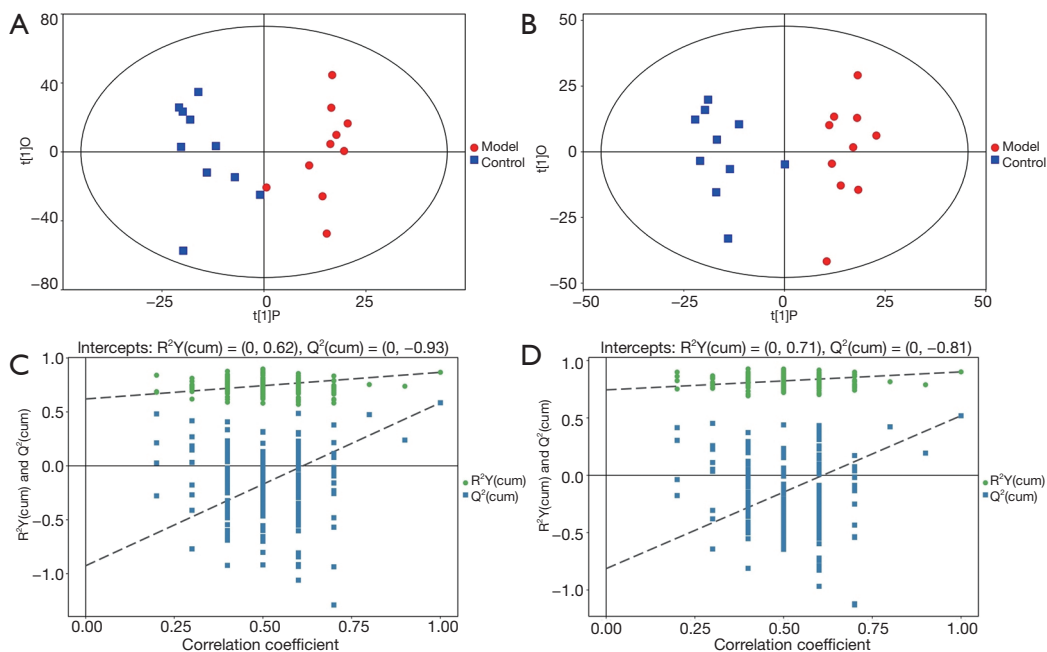 A
80
40
0
−40
−80
t[1]O
−25
0
25
t[1]P
Model
Control
B
50
25
0
−25
−50
t[1]O
−50
−25
0
25
50
t[1]P
Model
Control
C
Intercepts: R²Y(cum) = (0, 0.62), Q²(cum) = (0, −0.93)
1.0
0.5
0.0
−0.5
−1.0
R²Y(cum) and Q²(cum)
0.00
0.25
0.50
0.75
1.00
Correlation coefficient
R²Y(cum)
Q²(cum)
D
Intercepts: R²Y(cum) = (0, 0.71), Q²(cum) = (0, −0.81)
1.0
0.5
0.0
−0.5
−1.0
R²Y(cum) and Q²(cum)
0.00
0.25
0.50
0.75
1.00
Correlation coefficient
R²Y(cum)
Q²(cum)